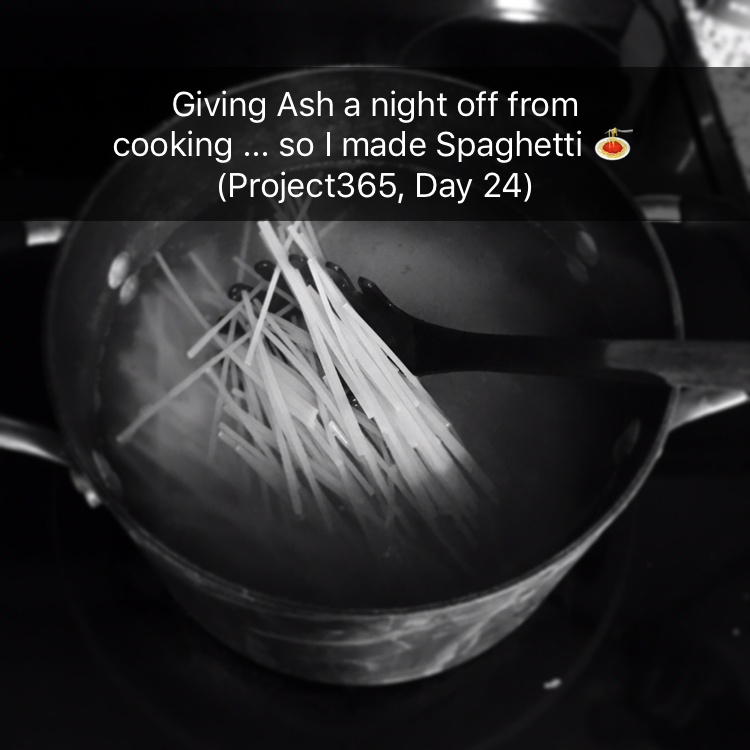 Giving Ash a night off from
cooking ... so I made Spaghetti 🍝
(Project365, Day 24)